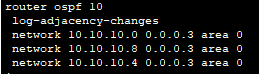 router ospf 10
log-adjacency-changes
network 10.10.10.0 0.0.0.3 area 0
network 10.10.10.8 0.0.0.3 area 0
network 10.10.10.4 0.0.0.3 area 0